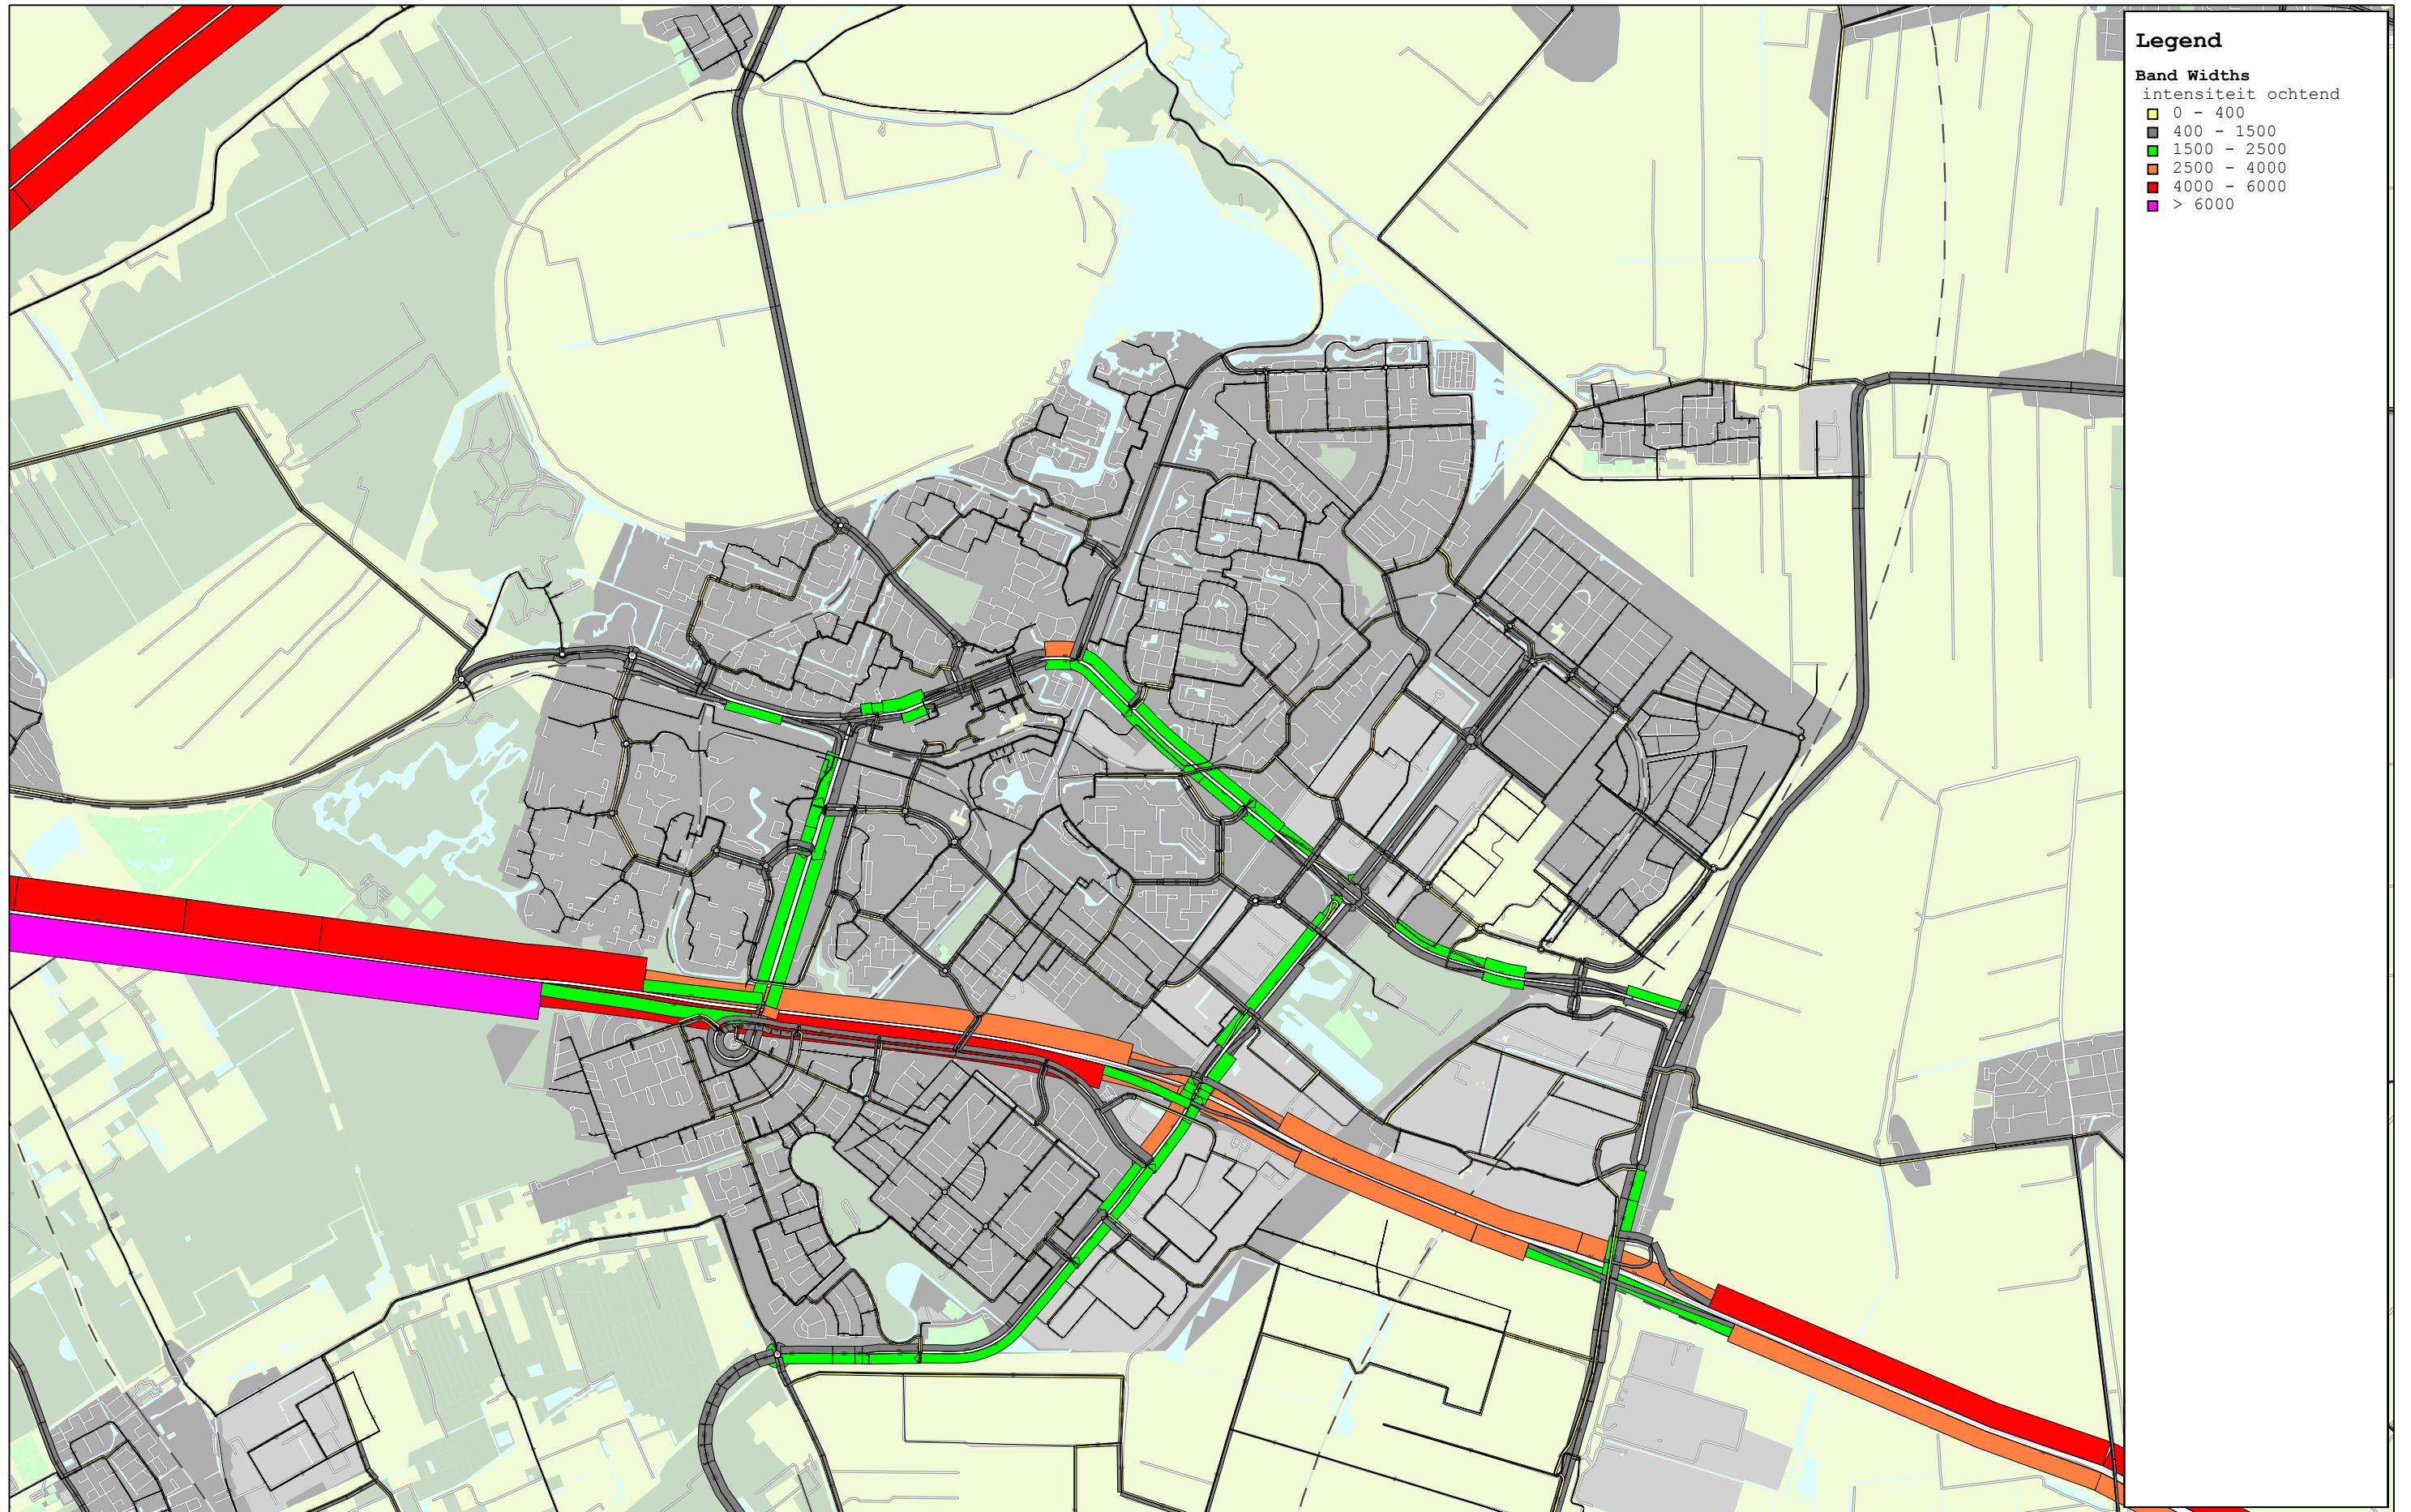 Legend
Band Widths
intensiteit ochtend
0 - 400
400 - 1500
1500 - 2500
2500 - 4000
4000 - 6000
> 6000